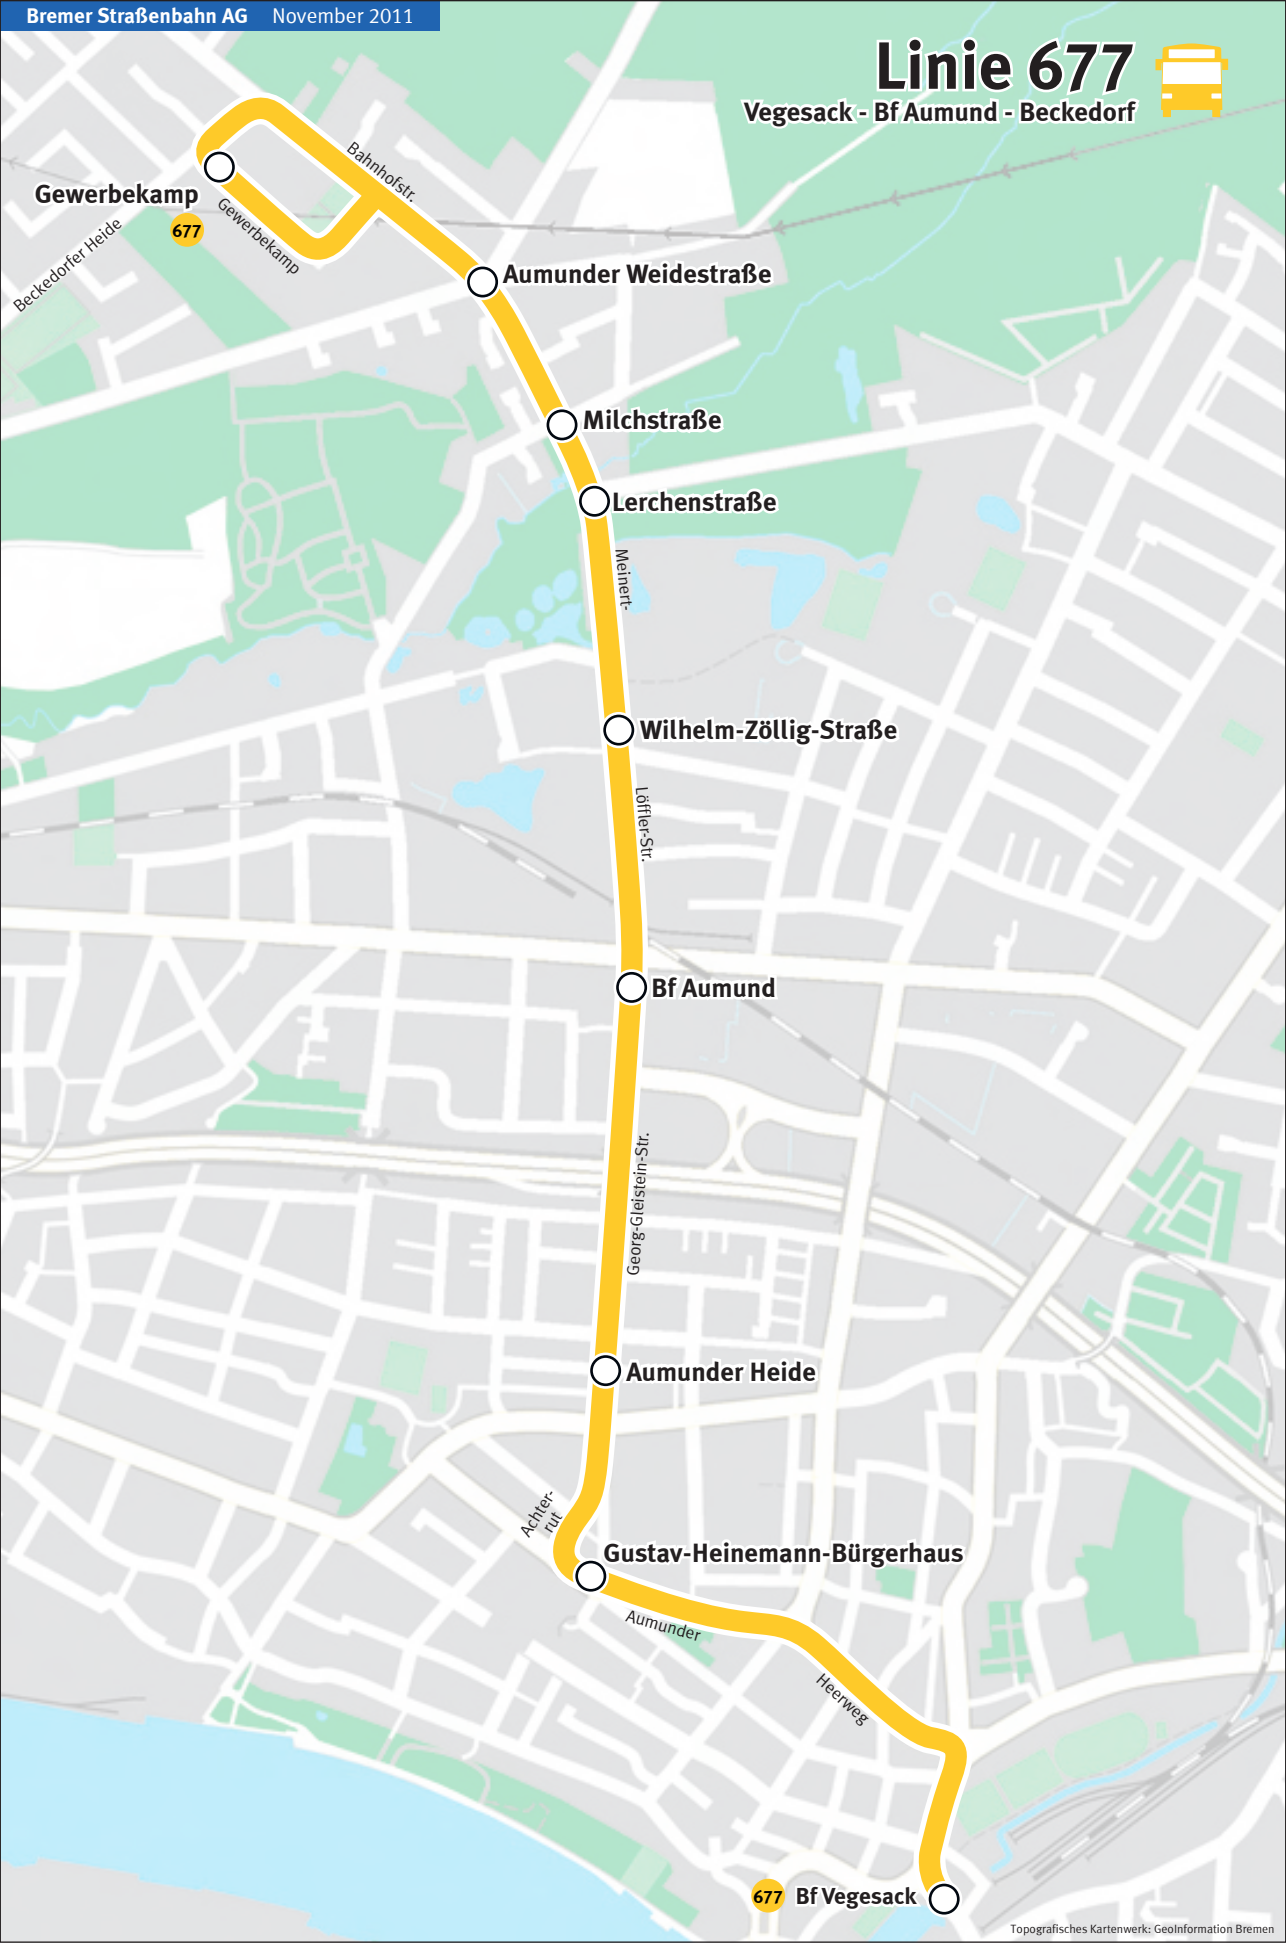 Bremer Straßenbahn AG November 2011
Linie 677
Vegesack - Bf Aumund - Beckedorf
Bahnhofstr.
Gewerbekamp
677
Gewerbekamp
Beckedorfer Heide
Aumunder Weidestraße
Milchstraße
Lerchenstraße
Meinert-
Wilhelm-Zöllig-Straße
Löffler-Str.
Bf Aumund
Georg-Gleistein-Str.
Aumunder Heide
Achter-
rut
Gustav-Heinemann-Bürgerhaus
Aumunder
Heerweg
677 Bf Vegesack
Topografisches Kartenwerk: GeoInformation Bremen